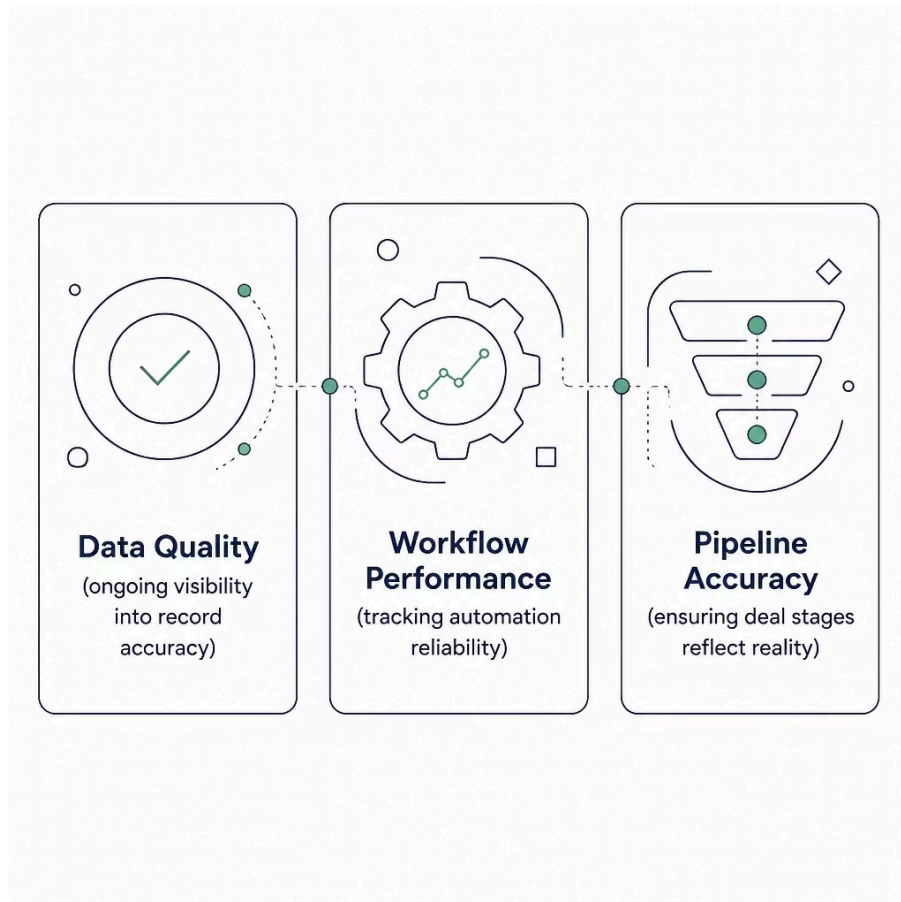 Data Quality
(ongoing visibility
into record
accuracy)
Workflow
Performance
(tracking automation
reliability)
Pipeline
Accuracy
(ensuring deal stages
reflect reality)